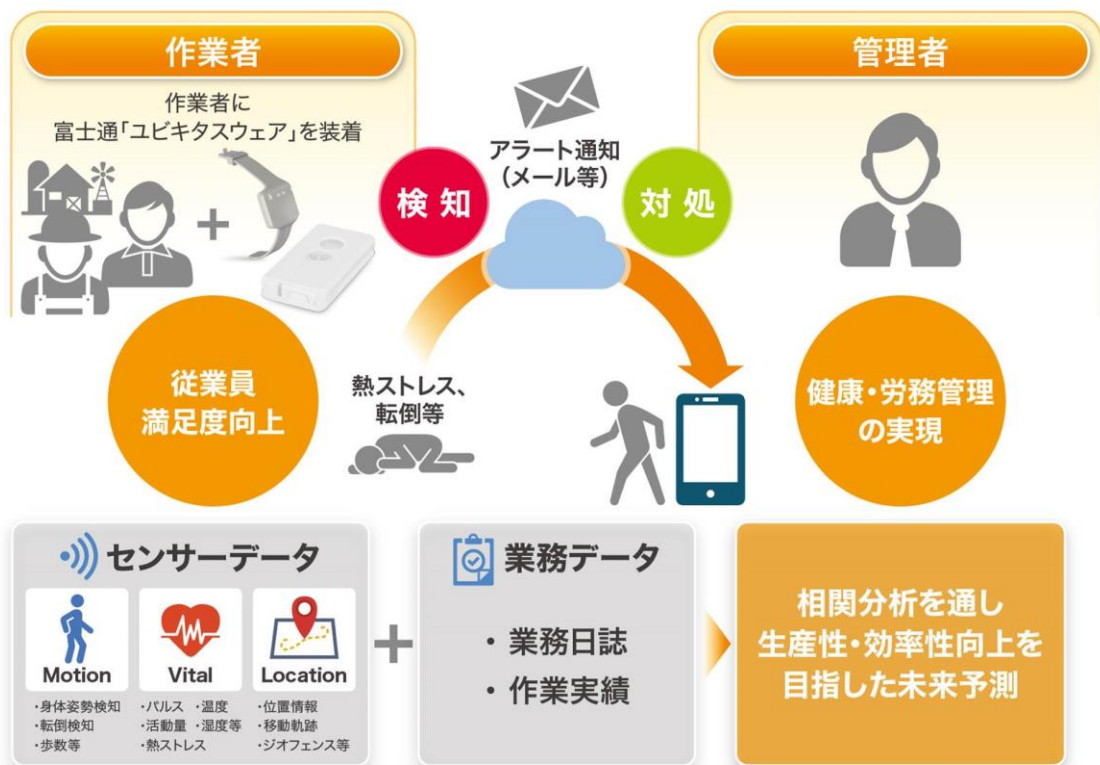 作業者
作業者に
富士通「ユビキタスウェア」を装着
検知
アラート通知
(メール等)
対処
管理者
従業員
満足度向上
熱ストレス、
転倒等
健康・労務管理
の実現
センサーデータ
Motion
・身体姿勢検知
・転倒検知
・歩数等
Vital
・パルス ・温度
・活動量 ・湿度等
・熱ストレス
Location
・位置情報
・移動軌跡
・ジオフェンス等
+
業務データ
・業務日誌
・作業実績
相関分析を通し
生産性・効率性向上を
目指した未来予測